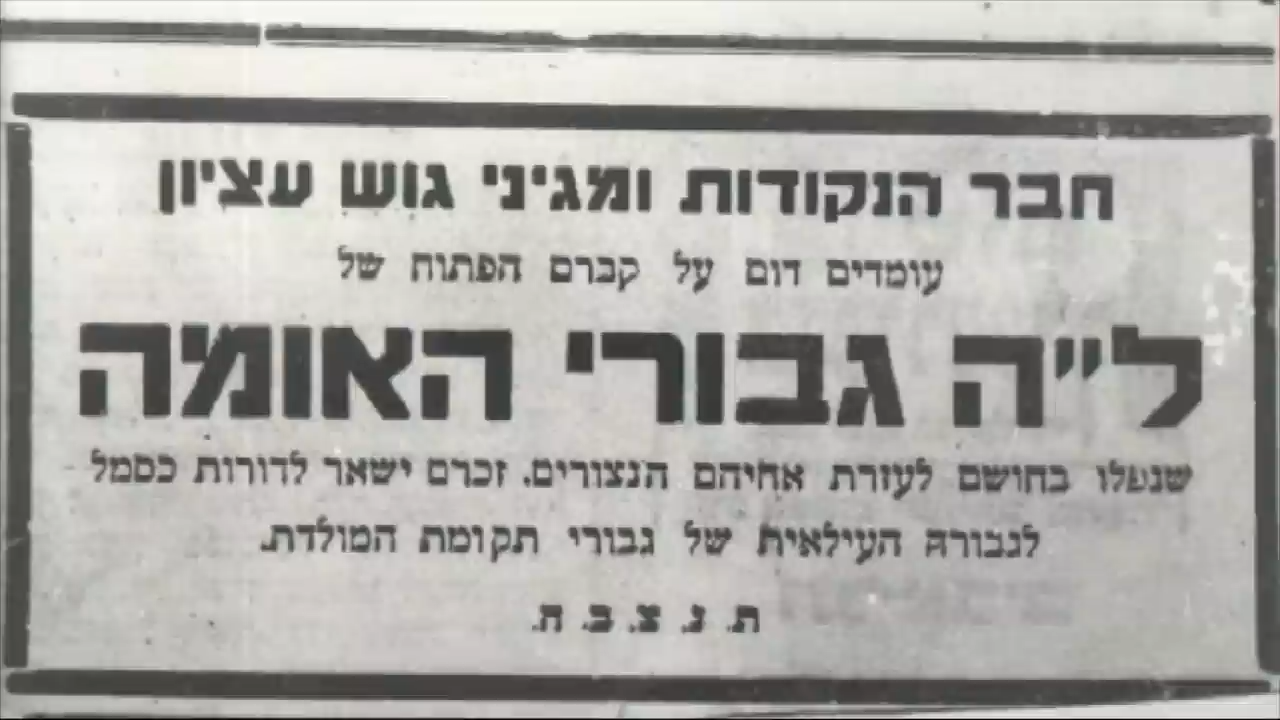 חבר הנקודות ומגיני גוש עציון
עומדים דום על קברם הפתוח של
ל"ה גבורי האומה
שנפלו בחושם לעזרת אחיהם הנצורים. זכרם ישאר לדורות כסמל
לגבורה העילאית של גבורי תקומת המולדת.
ת. נ. צ. ב. ה.